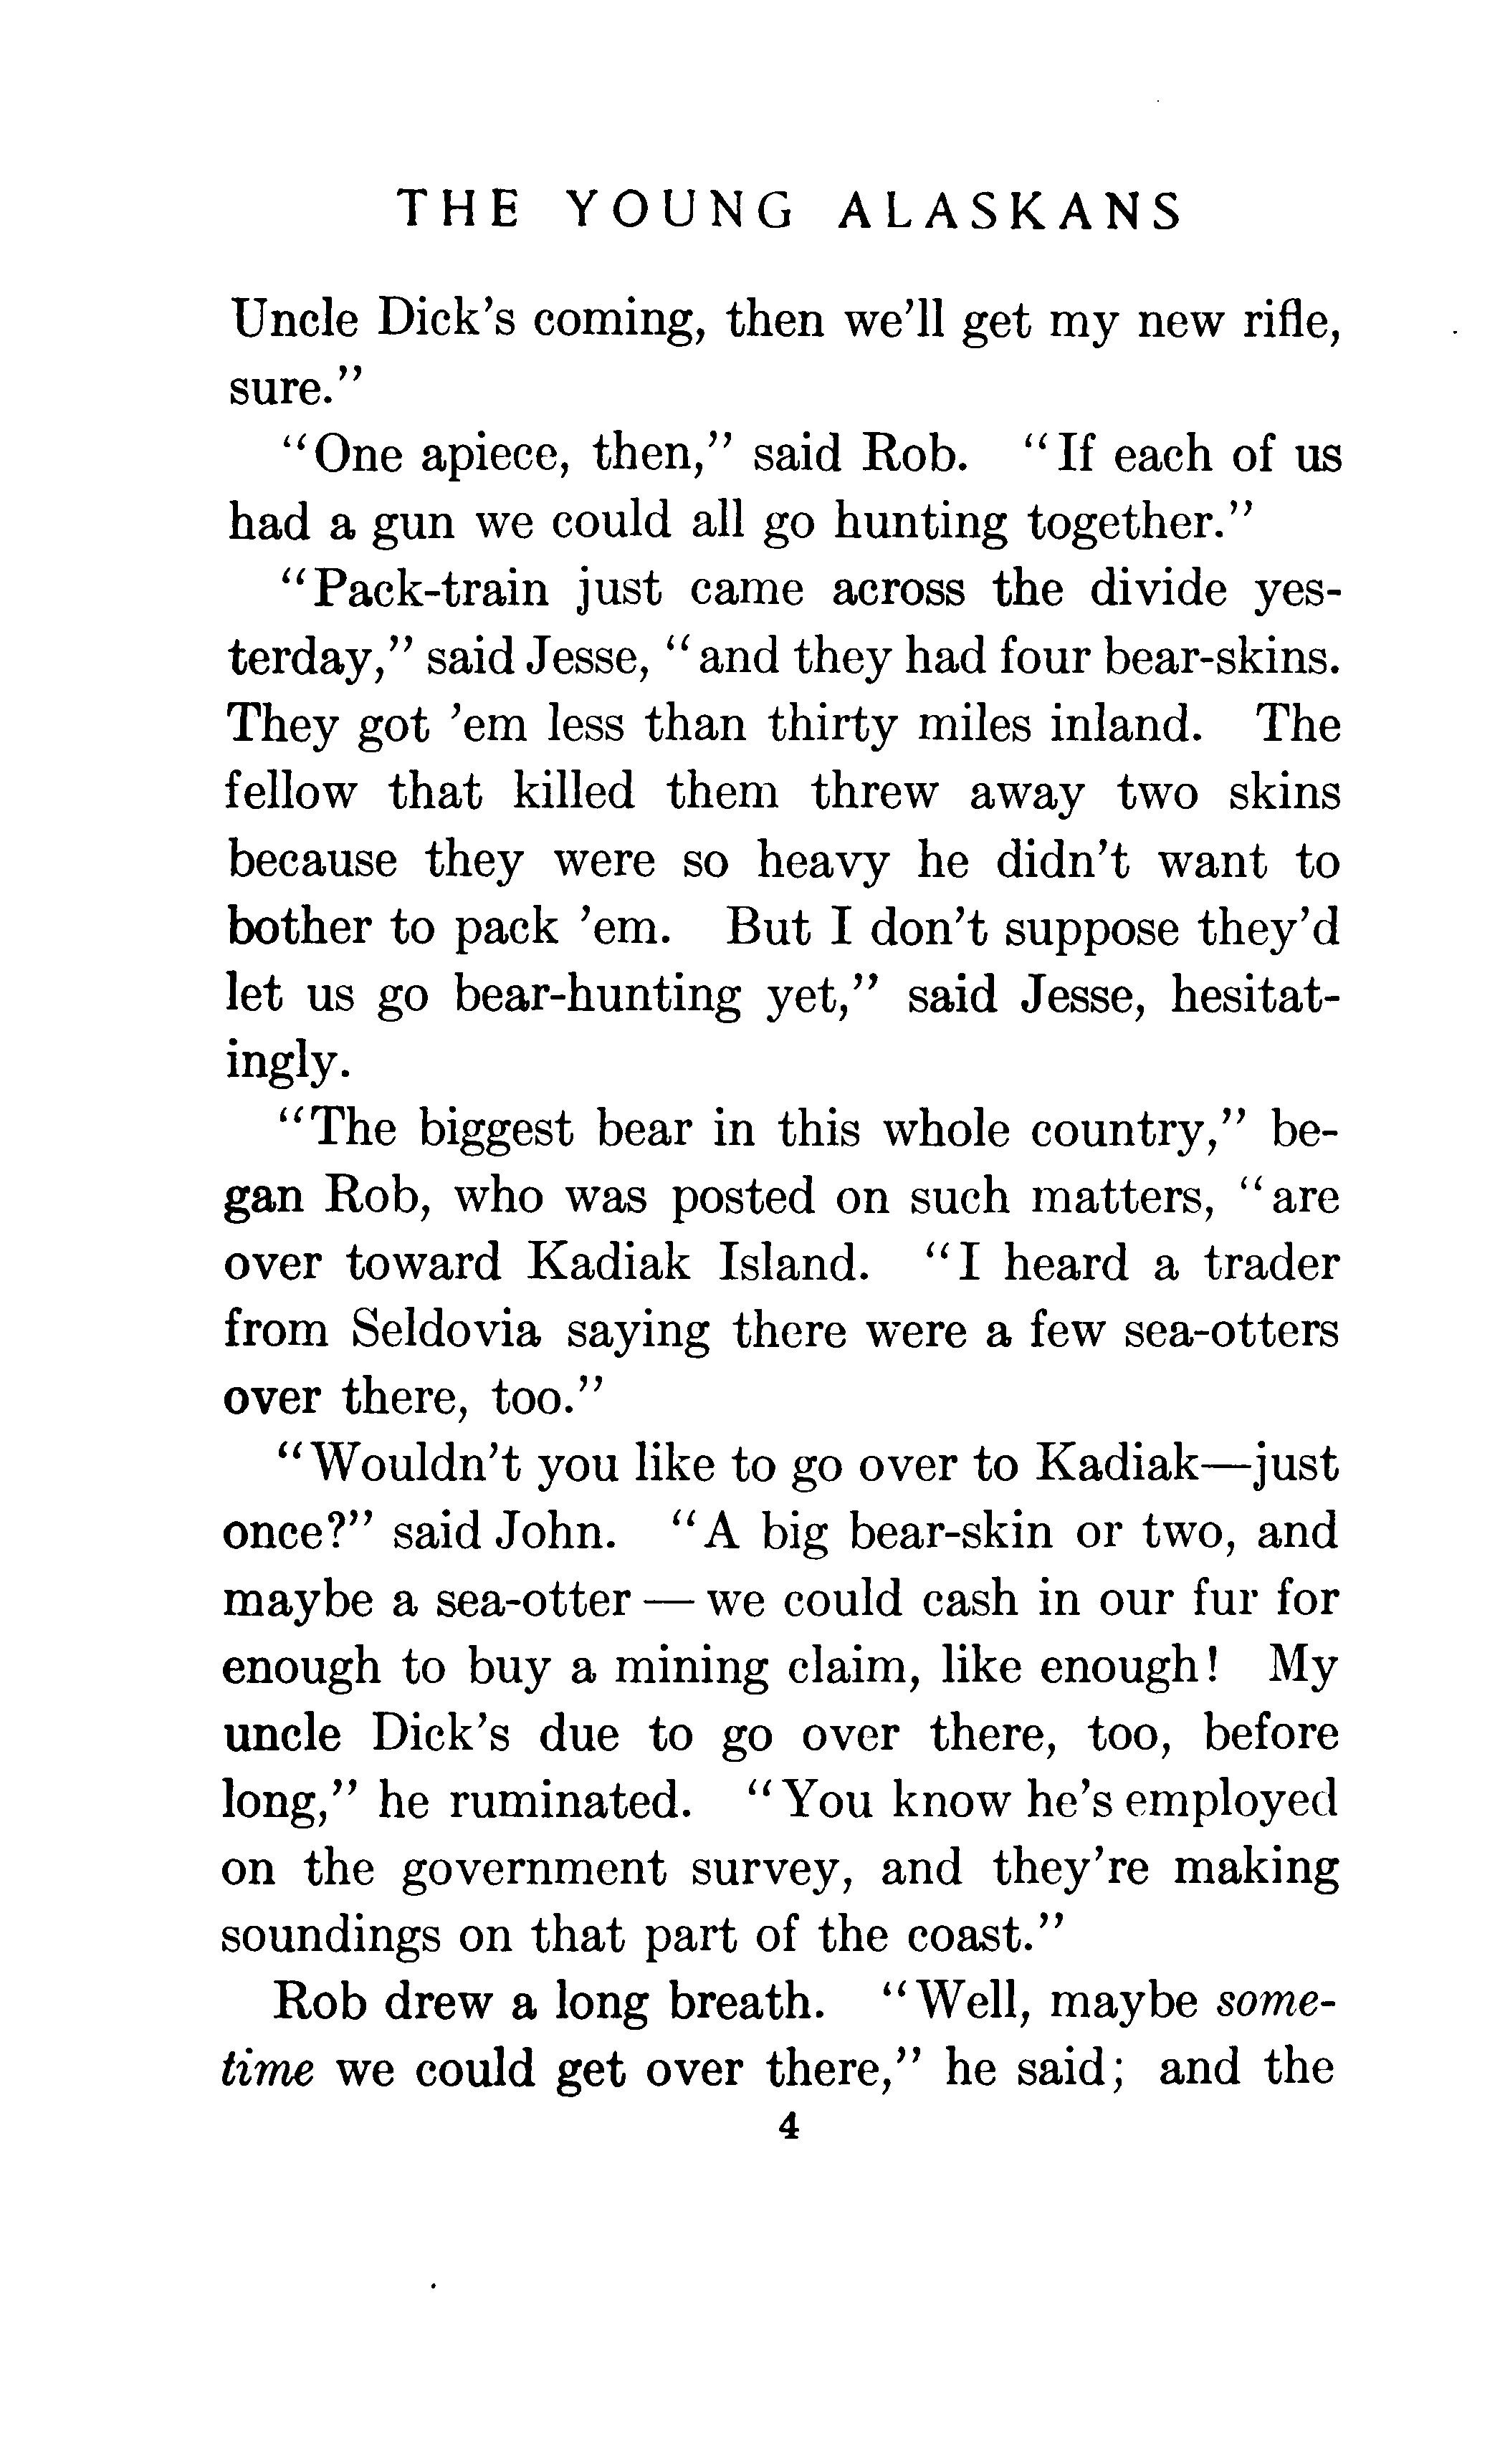 THE YOUNG ALASKANS
Uncle Dick's coming, then we'll get my new rifle,
sure."
"One apiece, then," said Rob. "If each of us
had a gun we could all go hunting together."
"Pack-train just came across the divide yes-
terday," said Jesse, "and they had four bear-skins.
They got 'em less than thirty miles inland. The
fellow that killed them threw away two skins
because they were so heavy he didn't want to
bother to pack 'em. But I don't suppose they'd
let us go bear-hunting yet," said Jesse, hesitat-
ingly.
"The biggest bear in this whole country," be-
gan Rob, who was posted on such matters, "are
over toward Kadiak Island. "I heard a trader
from Seldovia saying there were a few sea-otters
over there, too."
"Wouldn't you like to go over to Kadiak—just
once?" said John. "A big bear-skin or two, and
maybe a sea-otter — we could cash in our fur for
enough to buy a mining claim, like enough! My
uncle Dick's due to go over there, too, before
long," he ruminated. "You know he's employed
on the government survey, and they're making
soundings on that part of the coast."
Rob drew a long breath. "Well, maybe some-
time we could get over there," he said; and the
4